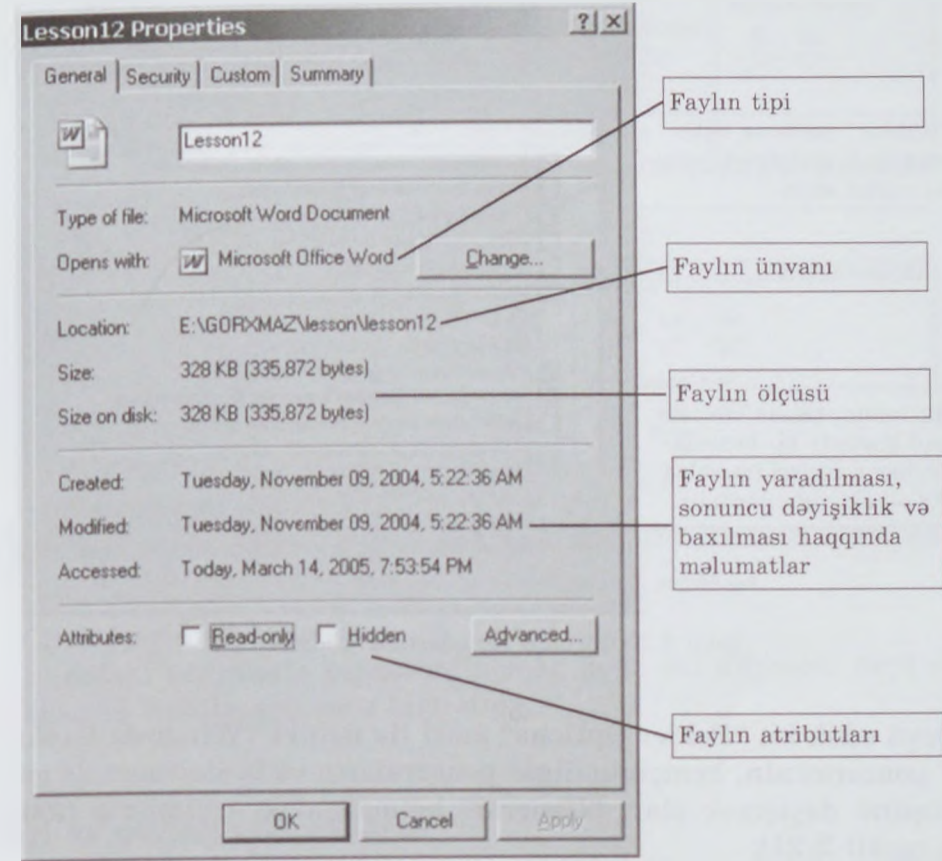 Lesson12 Properties
General Security Custom Summary
Lesson12
Type of file: Microsoft Word Document
Opens with: Microsoft Office Word Change...
Location: E:\GORXMAZ\lesson\lesson12
Size: 328 KB (335,872 bytes)
Size on disk: 328 KB (335,872 bytes)
Created: Tuesday, November 09, 2004, 5:22:36 AM
Modified: Tuesday, November 09, 2004, 5:22:36 AM
Accessed: Today, March 14, 2005, 7:53:54 PM
Attributes: Read-only Hidden Advanced...
OK Cancel Apply
Faylın tipi
Faylın ünvanı
Faylın ölçüsü
Faylın yaradılması,
sonuncu dəyişiklik və
baxılması haqqında
məlumatlar
Faylın atributları